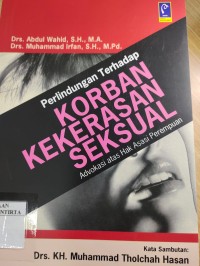 Drs. Abdul Wahid, S.H., M.A.
Drs. Muhammad Irfan, S.H., M.Pd.
Perlindungan Terhadap
KORBAN
KEKERASAN
SEKSUAL
Advokasi atas Hak Asasi Perempuan
Kata Sambutan:
Drs. KH. Muhammad Tholchah Hasan